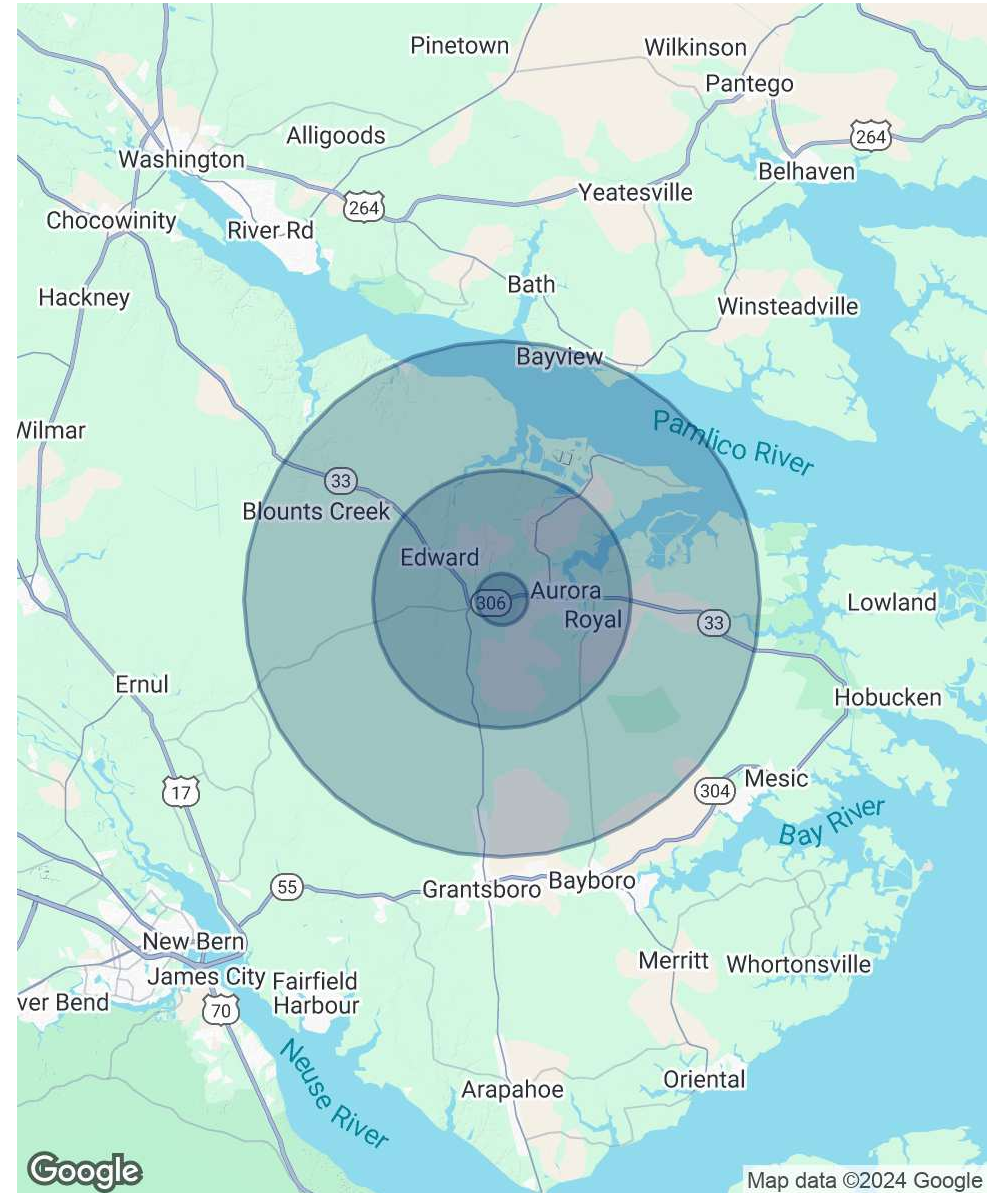 Pinetown
Wilkinson
Pantego
Alligoods
264
Washington
Belhaven
Yeatesville
264
Chocowinity
River Rd
Bath
Hackney
Winsteadville
Bayview
Wilmar
Pamlico River
33
Blounts Creek
Edward
Aurora
306
Lowland
Royal
33
Ernul
Hobucken
Mesic
304
17
Bay River
55
Grantsboro
Bayboro
New Bern
Merritt
Whortonsville
James City
Fairfield
Harbour
ver Bend
70
Neuse River
Oriental
Arapahoe
Google
Map data ©2024 Google